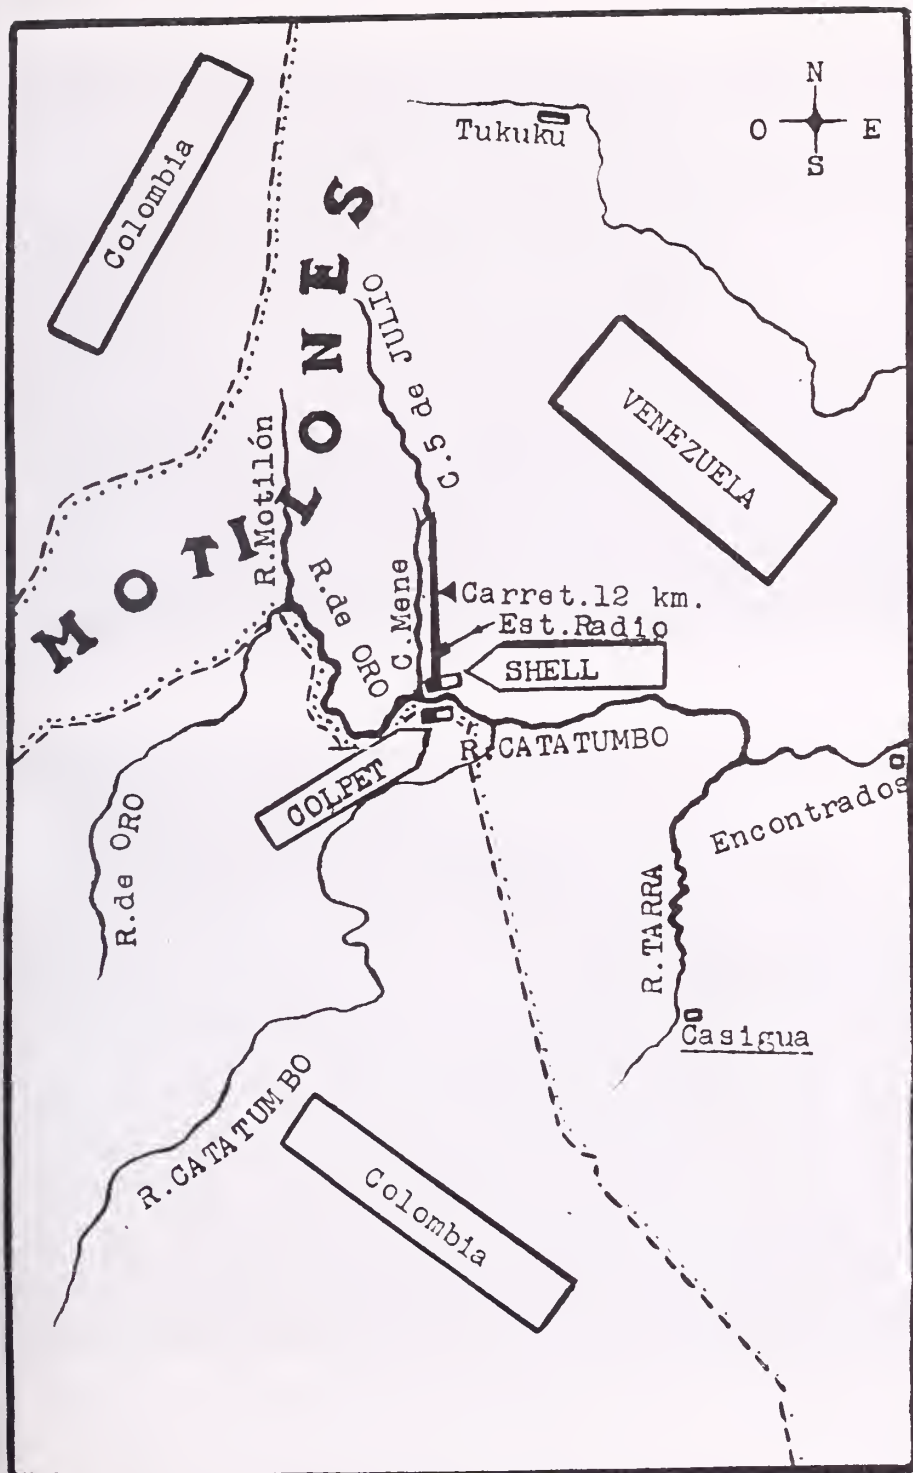 N
O E
S
Tukuku
Colombia
MOTILONES
C.5 de JULIO
VENEZUELA
R.Motilón
R.de ORO
C.Mene
Carret.12 km.
Est.Radio
SHELL
R.CATATUMBO
COLPET
Encontrados
R.de ORO
R.TARRA
Casigua
R.CATATUMBO
Colombia